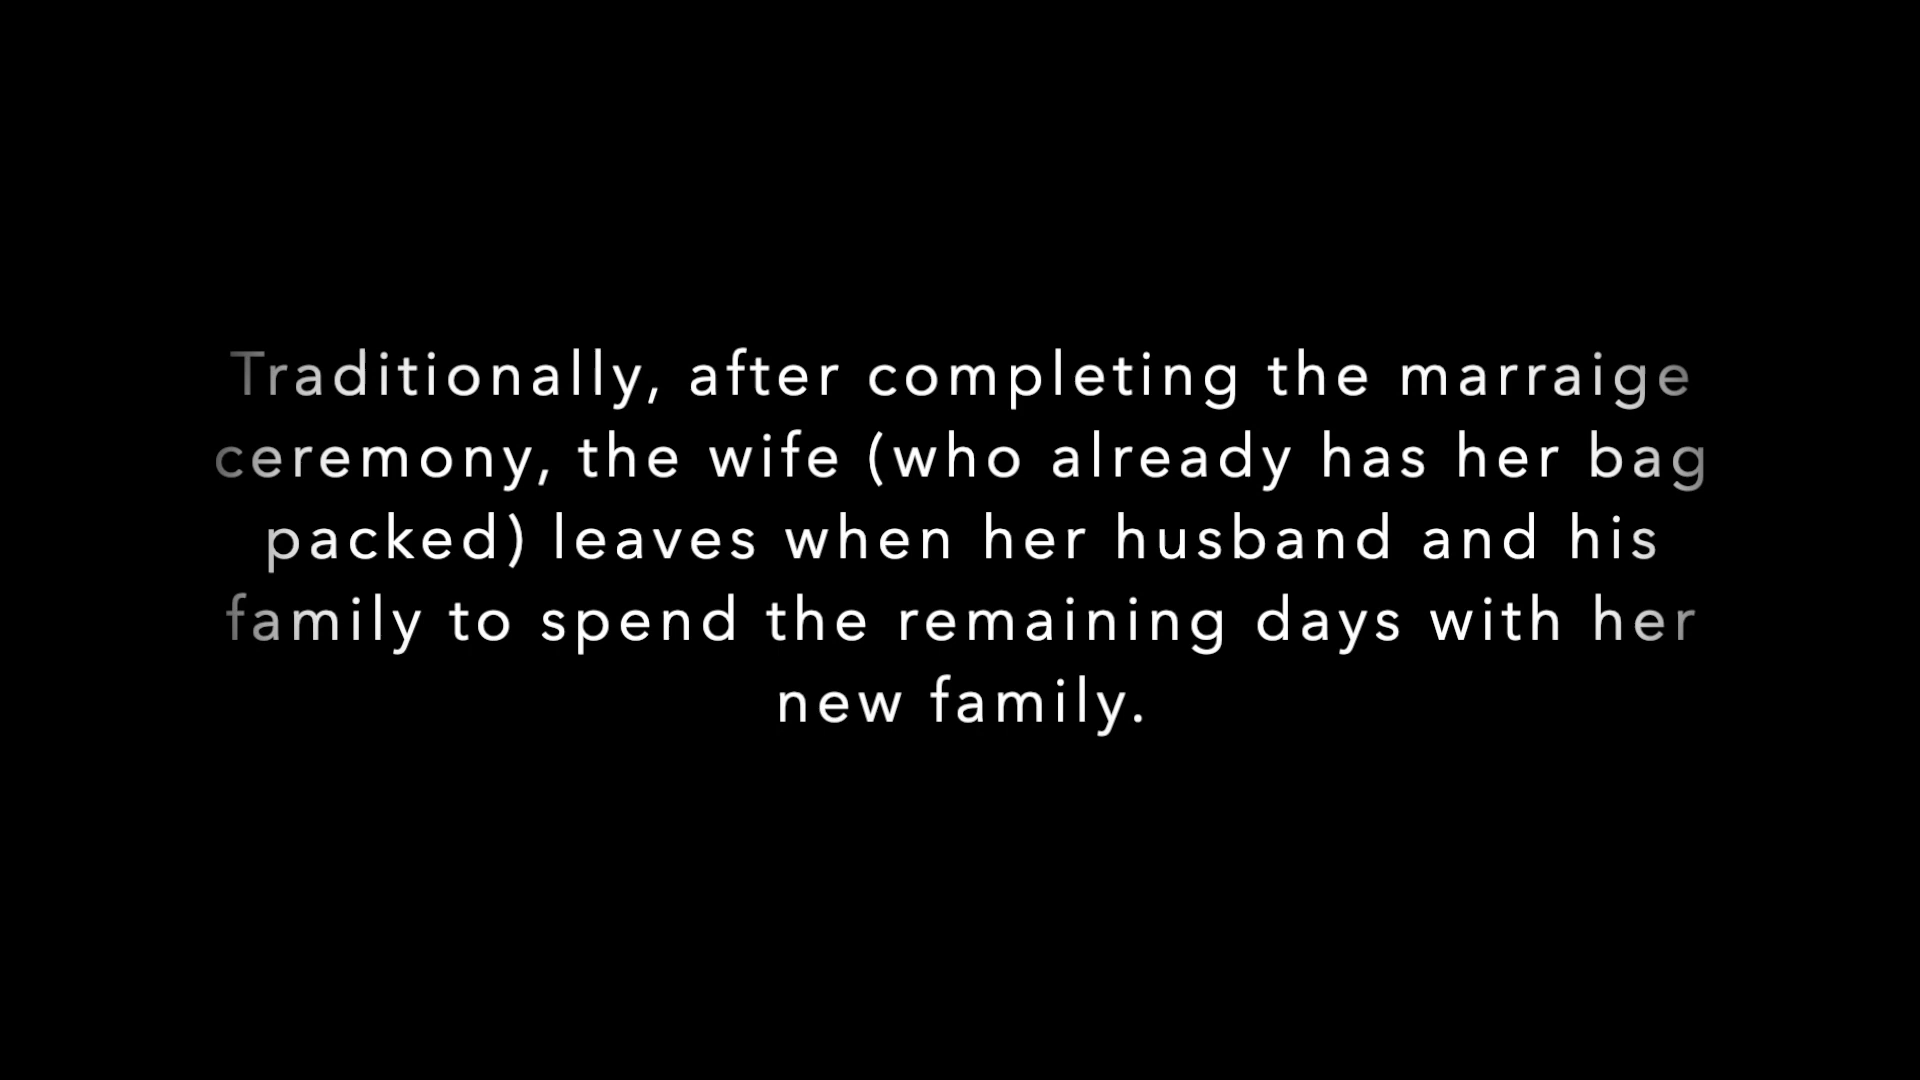 Traditionally, after completing the marraige
ceremony, the wife (who already has her bag
packed) leaves when her husband and his
family to spend the remaining days with her
new family.